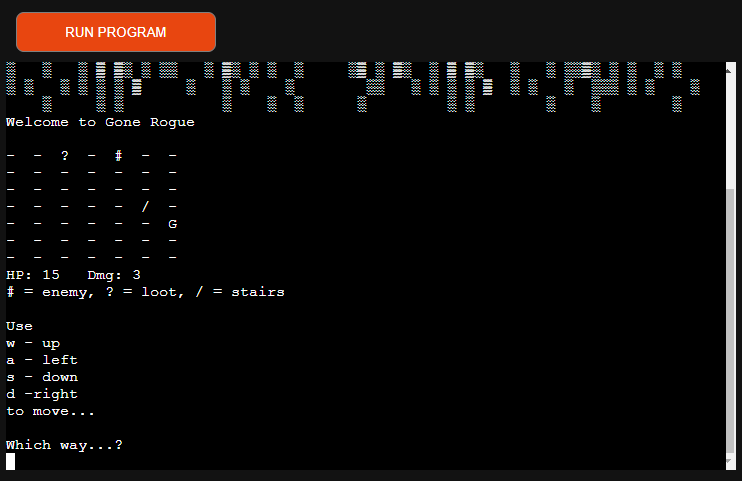 RUN PROGRAM
Welcome to Gone Rogue
- - ? - # - -
- - - - - - -
- - - - - - -
- - - - - / -
- - - - - - G
- - - - - - -
- - - - - - -
HP: 15 Dmg: 3
# = enemy, ? = loot, / = stairs
Use
w - up
a - left
s - down
d -right
to move...
Which way...?